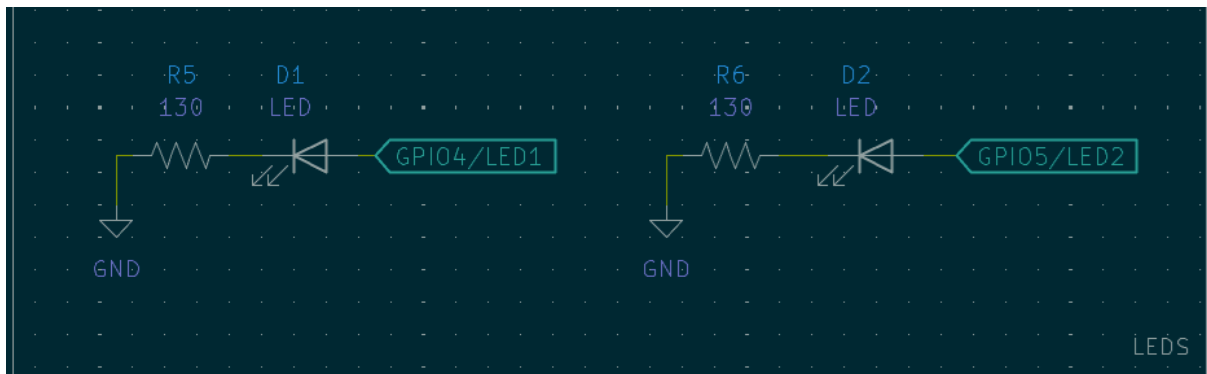 R5 D1 R6 D2
130 LED 130 LED
GPIO4/LED1 GPIO5/LED2
GND GND
LEDS